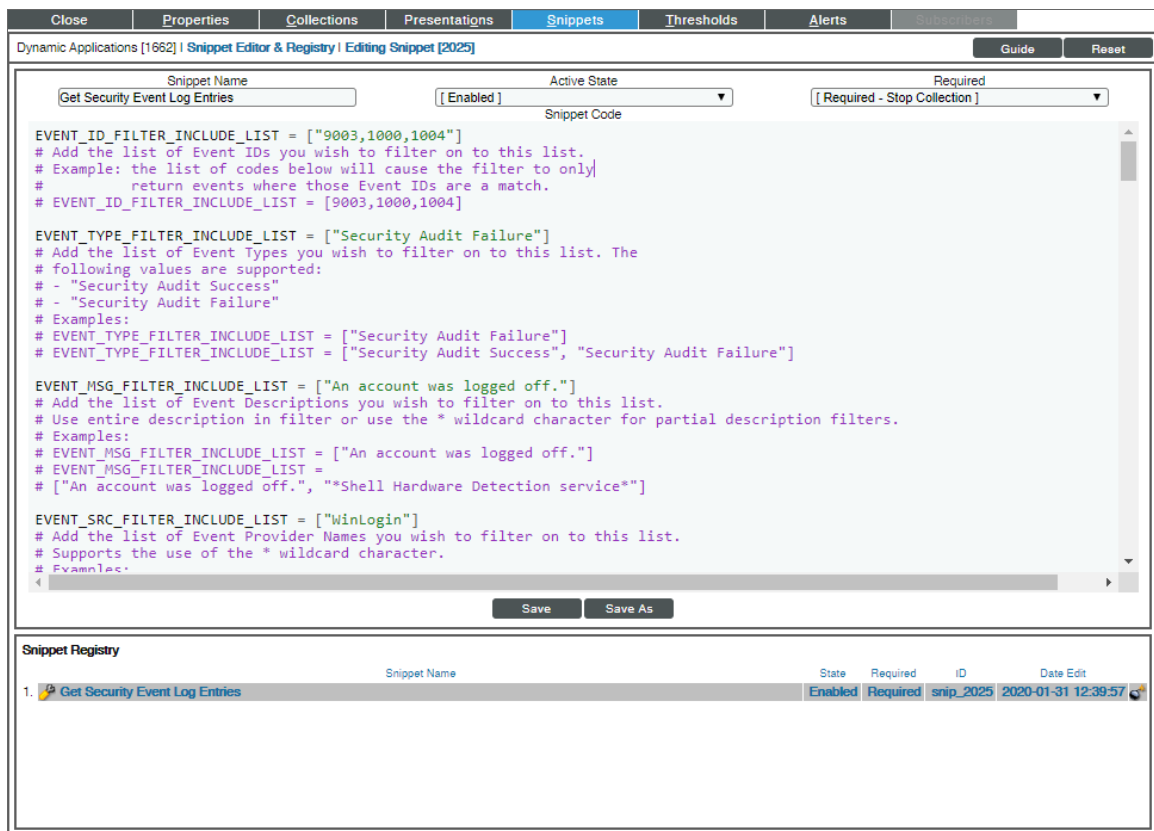 Close Properties Collections Presentations Snippets Thresholds Alerts Subscribers
Dynamic Applications [1662] | Snippet Editor & Registry | Editing Snippet [2025] Guide Reset
Snippet Name Active State Required
Get Security Event Log Entries [ Enabled ] [ Required - Stop Collection ]
Snippet Code
EVENT_ID_FILTER_INCLUDE_LIST = ["9003,1000,1004"]
# Add the list of Event IDs you wish to filter on to this list.
# Example: the list of codes below will cause the filter to only
# return events where those Event IDs are a match.
# EVENT_ID_FILTER_INCLUDE_LIST = [9003,1000,1004]
EVENT_TYPE_FILTER_INCLUDE_LIST = ["Security Audit Failure"]
# Add the list of Event Types you wish to filter on to this list. The
# following values are supported:
# - "Security Audit Success"
# - "Security Audit Failure"
# Examples:
# EVENT_TYPE_FILTER_INCLUDE_LIST = ["Security Audit Failure"]
# EVENT_TYPE_FILTER_INCLUDE_LIST = ["Security Audit Success", "Security Audit Failure"]
EVENT_MSG_FILTER_INCLUDE_LIST = ["An account was logged off."]
# Add the list of Event Descriptions you wish to filter on to this list.
# Use entire description in filter or use the * wildcard character for partial description filters.
# Examples:
# EVENT_MSG_FILTER_INCLUDE_LIST = ["An account was logged off."]
# EVENT_MSG_FILTER_INCLUDE_LIST =
# ["An account was logged off.", "*Shell Hardware Detection service*"]
EVENT_SRC_FILTER_INCLUDE_LIST = ["WinLogin"]
# Add the list of Event Provider Names you wish to filter on to this list.
# Supports the use of the * wildcard character.
# Examples:
Save Save As
Snippet Registry
Snippet Name State Required ID Date Edit
1. Get Security Event Log Entries Enabled Required snip_2025 2020-01-31 12:39:57